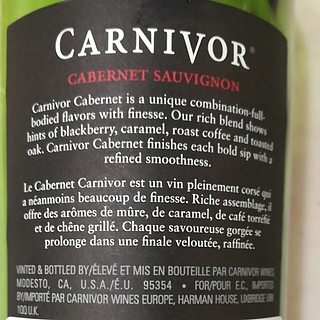 CARNIVOR®
CABERNET SAUVIGNON
Carnivor Cabernet is a unique combination-full-
bodied flavors with finesse. Our rich blend shows
hints of blackberry, caramel, roast coffee and toasted
oak. Carnivor Cabernet finishes each bold sip with a
refined smoothness.
Le Cabernet Carnivor est un vin pleinement corsé qui
a néanmoins beaucoup de finesse. Riche assemblage, il
offre des arômes de mûre, de caramel, de café torréfié
et de chêne grillé. Chaque savoureuse gorgée se
prolonge dans une finale veloutée, raffinée.
VINTED & BOTTLED BY/ÉLEVÉ ET MIS EN BOUTEILLE PAR CARNIVOR WINES,
MODESTO, CA, U.S.A./É.U. 95354 • FOR/POUR E.C., IMPORTED
BY/IMPORTÉ PAR CARNIVOR WINES EUROPE, HARMAN HOUSE, UXBRIDGE UB8
1QQ U.K.